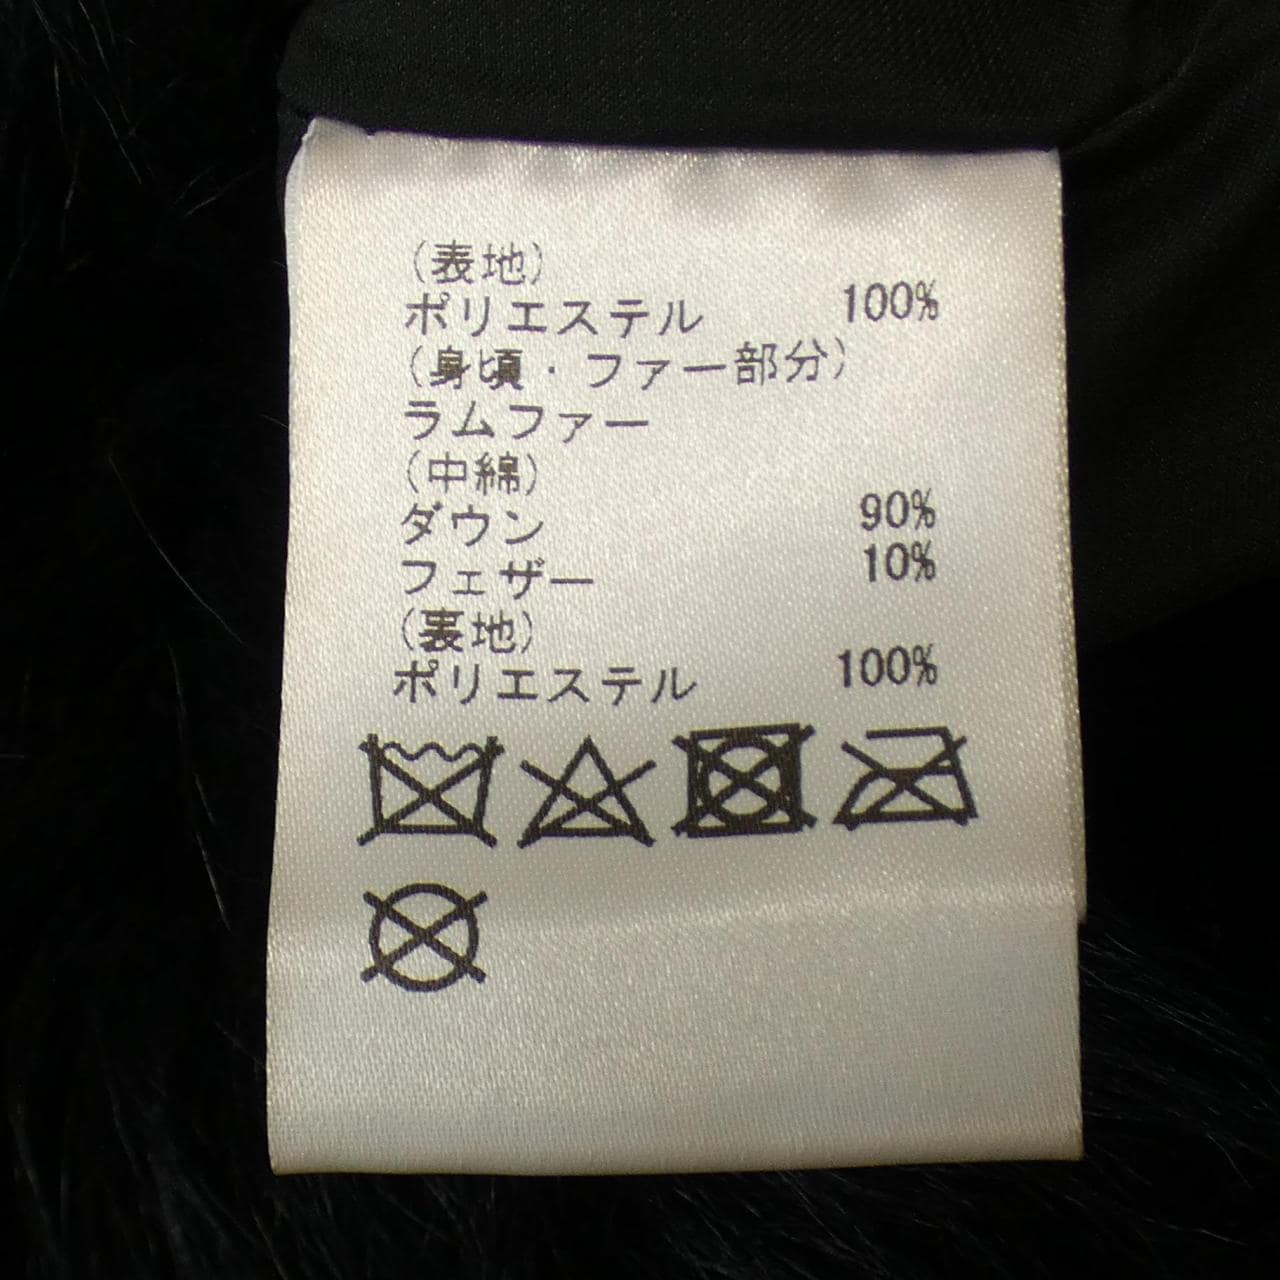 (表地)
ポリエステル 100%
(身頃・ファー部分)
ラムファー
(中綿)
ダウン 90%
フェザー 10%
(裏地)
ポリエステル 100%